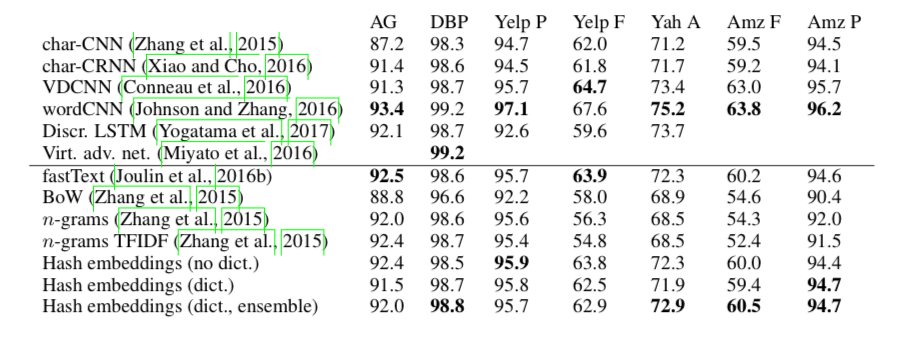 AG DBP Yelp P Yelp F Yah A Amz F Amz P
char-CNN (Zhang et al., 2015) 87.2 98.3 94.7 62.0 71.2 59.5 94.5
char-CRNN (Xiao and Cho, 2016) 91.4 98.6 94.5 61.8 71.7 59.2 94.1
VDCNN (Conneau et al., 2016) 91.3 98.7 95.7 64.7 73.4 63.0 95.7
wordCNN (Johnson and Zhang, 2016) 93.4 99.2 97.1 67.6 75.2 63.8 96.2
Discr. LSTM (Yogatama et al., 2017) 92.1 98.7 92.6 59.6 73.7
Virt. adv. net. (Miyato et al., 2016) 99.2
fastText (Joulin et al., 2016b) 92.5 98.6 95.7 63.9 72.3 60.2 94.6
BoW (Zhang et al., 2015) 88.8 96.6 92.2 58.0 68.9 54.6 90.4
n-grams (Zhang et al., 2015) 92.0 98.6 95.6 56.3 68.5 54.3 92.0
n-grams TFIDF (Zhang et al., 2015) 92.4 98.7 95.4 54.8 68.5 52.4 91.5
Hash embeddings (no dict.) 92.4 98.5 95.9 63.8 72.3 60.0 94.4
Hash embeddings (dict.) 91.5 98.7 95.8 62.5 71.9 59.4 94.7
Hash embeddings (dict., ensemble) 92.0 98.8 95.7 62.9 72.9 60.5 94.7